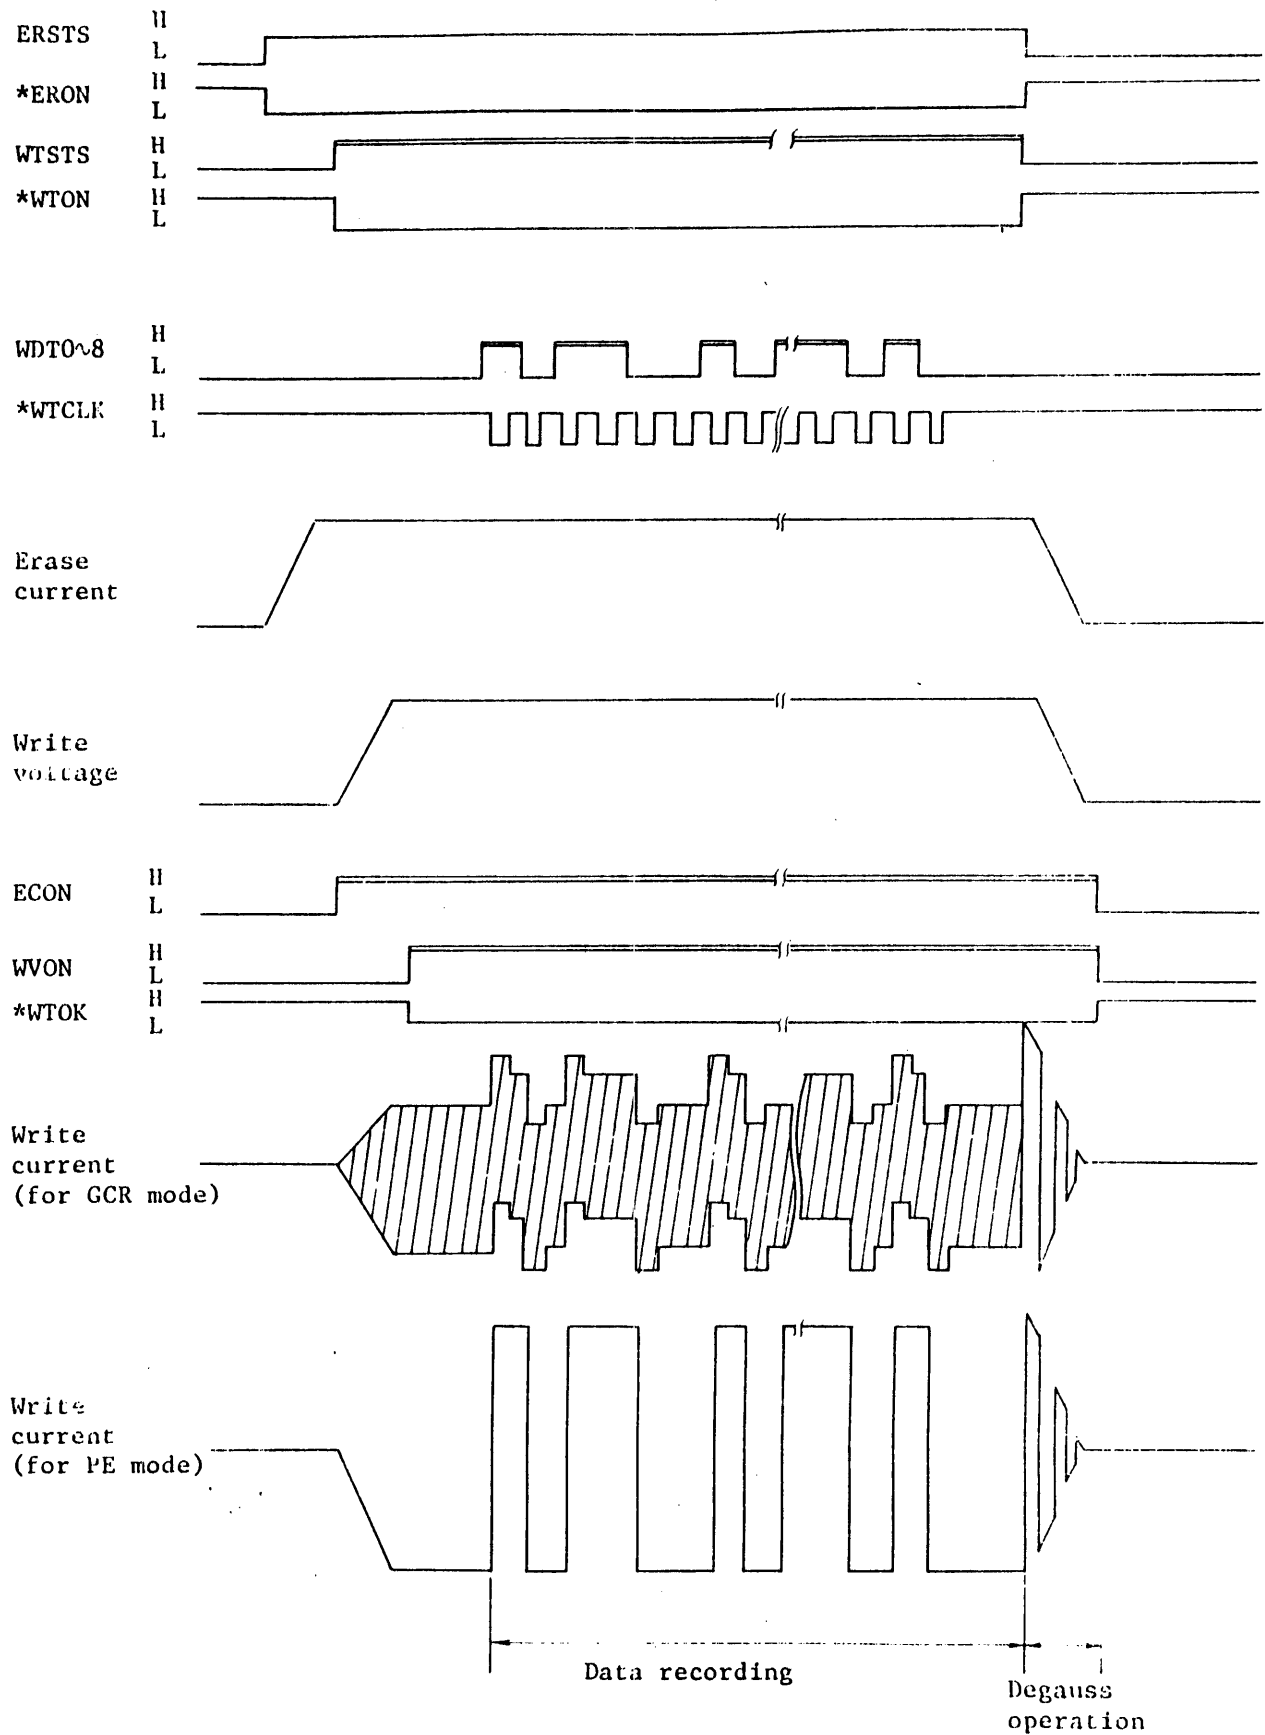 ERSTS H
L
*ERON H
L
WTSTS H
L
*WTON H
L
WDT0~8 H
L
*WTCLK H
L
Erase
current
Write
voltage
ECON H
L
WVON H
L
*WTOK H
L
Write
current
(for GCR mode)
Write
current
(for PE mode)
Data recording
Degauss
operation